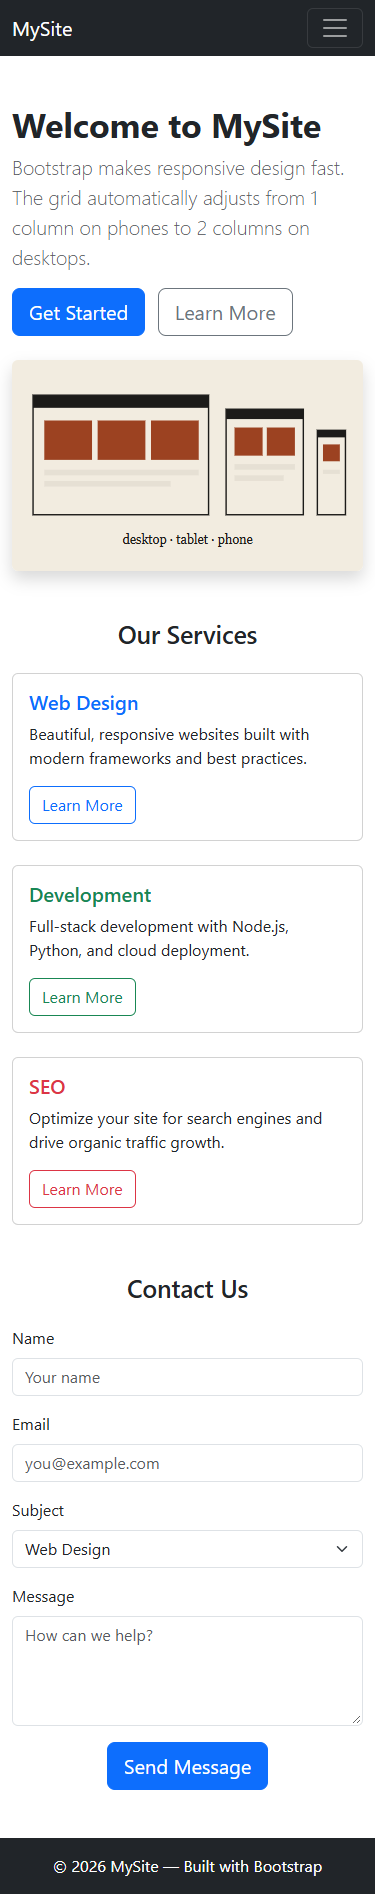 MySite
Welcome to MySite
Bootstrap makes responsive design fast.
The grid automatically adjusts from 1
column on phones to 2 columns on
desktops.
Get Started
Learn More
desktop · tablet · phone
Our Services
Web Design
Beautiful, responsive websites built with
modern frameworks and best practices.
Learn More
Development
Full-stack development with Node.js,
Python, and cloud deployment.
Learn More
SEO
Optimize your site for search engines and
drive organic traffic growth.
Learn More
Contact Us
Name
Your name
Email
you@example.com
Subject
Web Design
Message
How can we help?
Send Message
© 2026 MySite — Built with Bootstrap